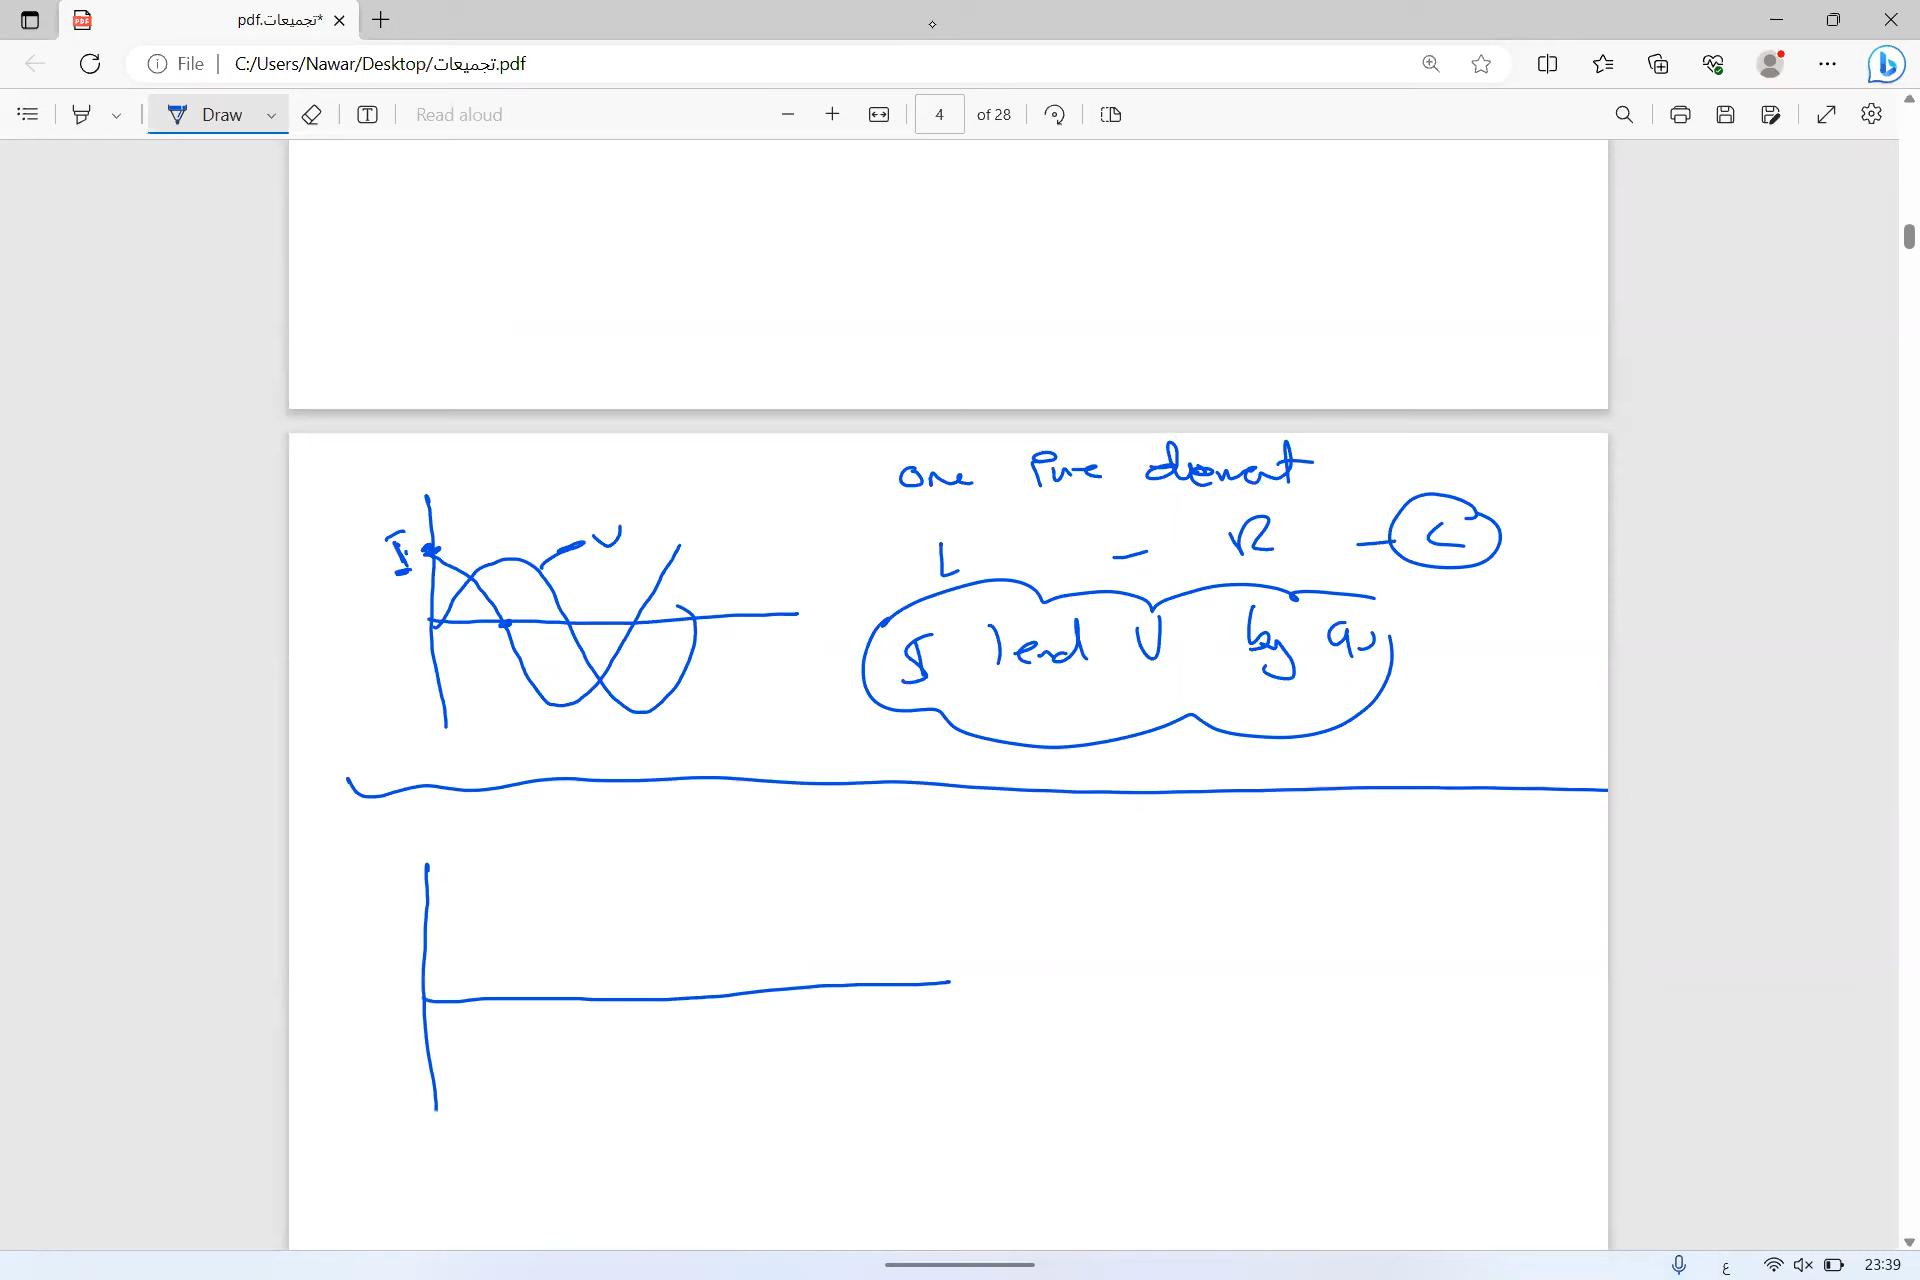 تجميعات.pdf*
File
C:/Users/Nawar/Desktop/تجميعات.pdf
Draw
Read aloud
4 of 28
one Pure element
I V L – R – C
I lead V by 90
ع 23:39